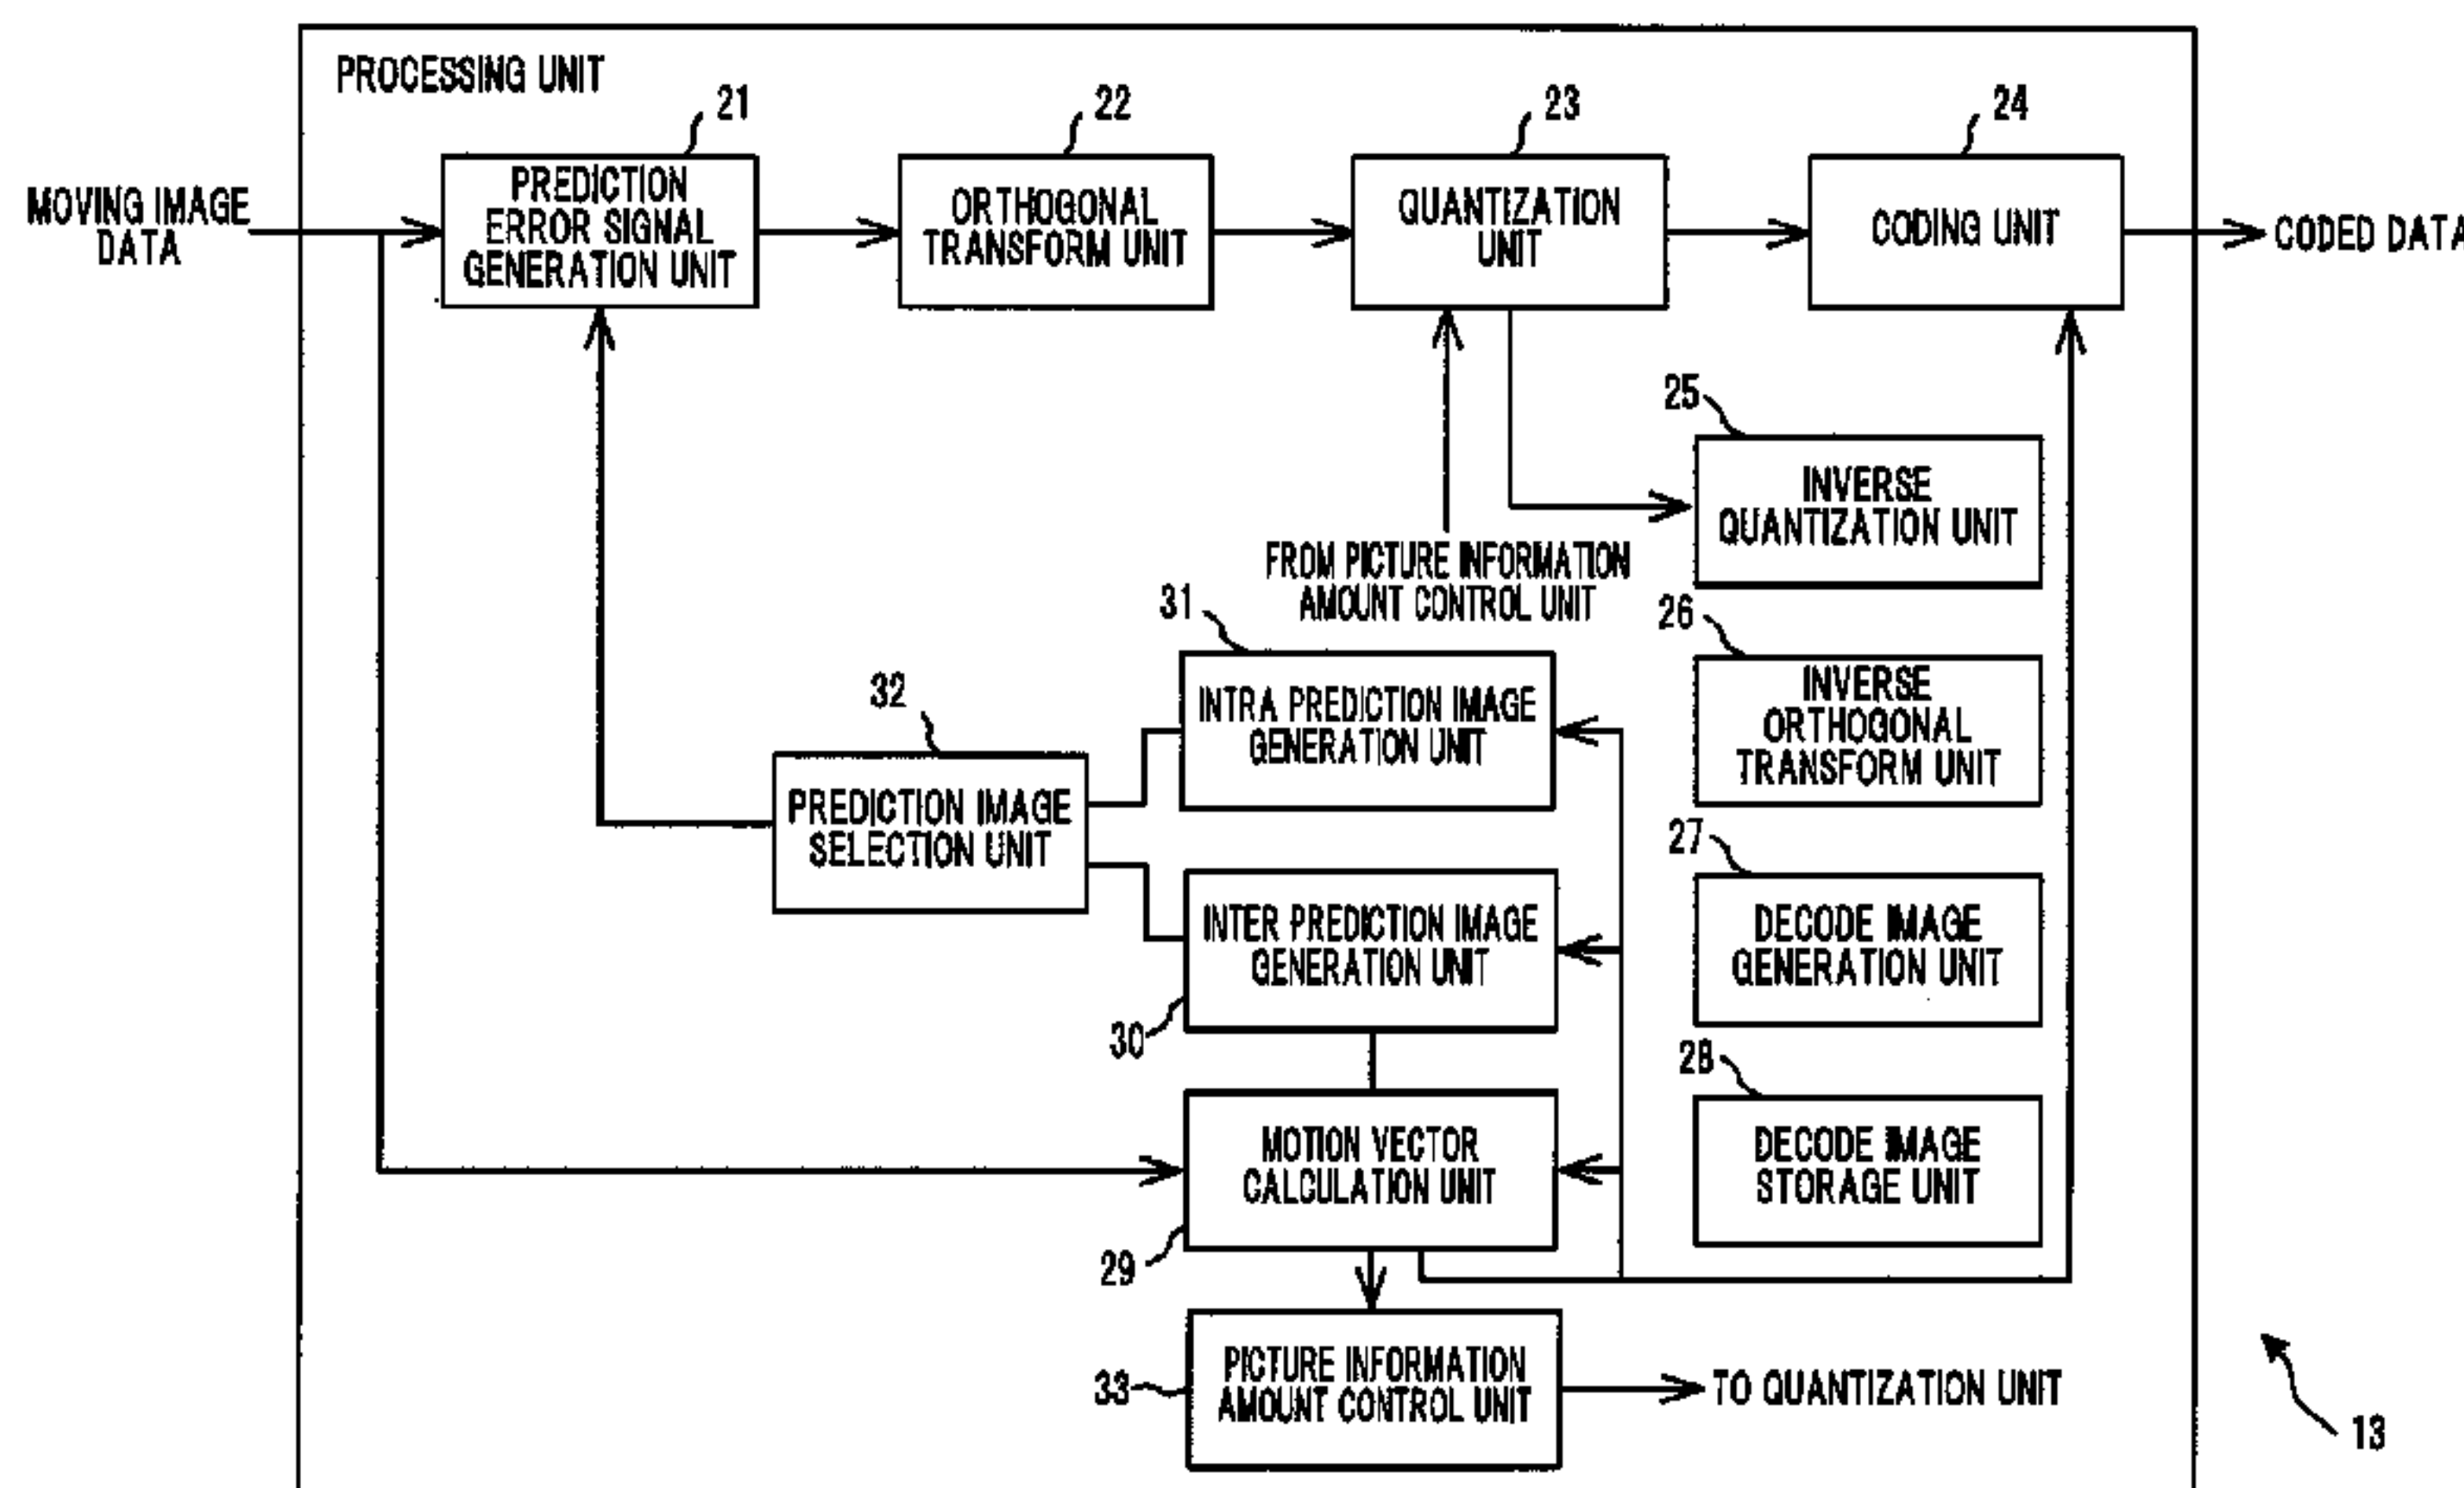 PROCESSING UNIT
21
22
23
24
MOVING IMAGE
DATA
PREDICTION
ERROR SIGNAL
GENERATION UNIT
ORTHOGONAL
TRANSFORM UNIT
QUANTIZATION
UNIT
CODING UNIT
CODED DATA
25
INVERSE
QUANTIZATION UNIT
FROM PICTURE INFORMATION
AMOUNT CONTROL UNIT
31
26
INTRA PREDICTION IMAGE
GENERATION UNIT
INVERSE
ORTHOGONAL
TRANSFORM UNIT
32
PREDICTION IMAGE
SELECTION UNIT
27
INTER PREDICTION IMAGE
GENERATION UNIT
DECODE IMAGE
GENERATION UNIT
30
28
MOTION VECTOR
CALCULATION UNIT
DECODE IMAGE
STORAGE UNIT
29
33
PICTURE INFORMATION
AMOUNT CONTROL UNIT
TO QUANTIZATION UNIT
13